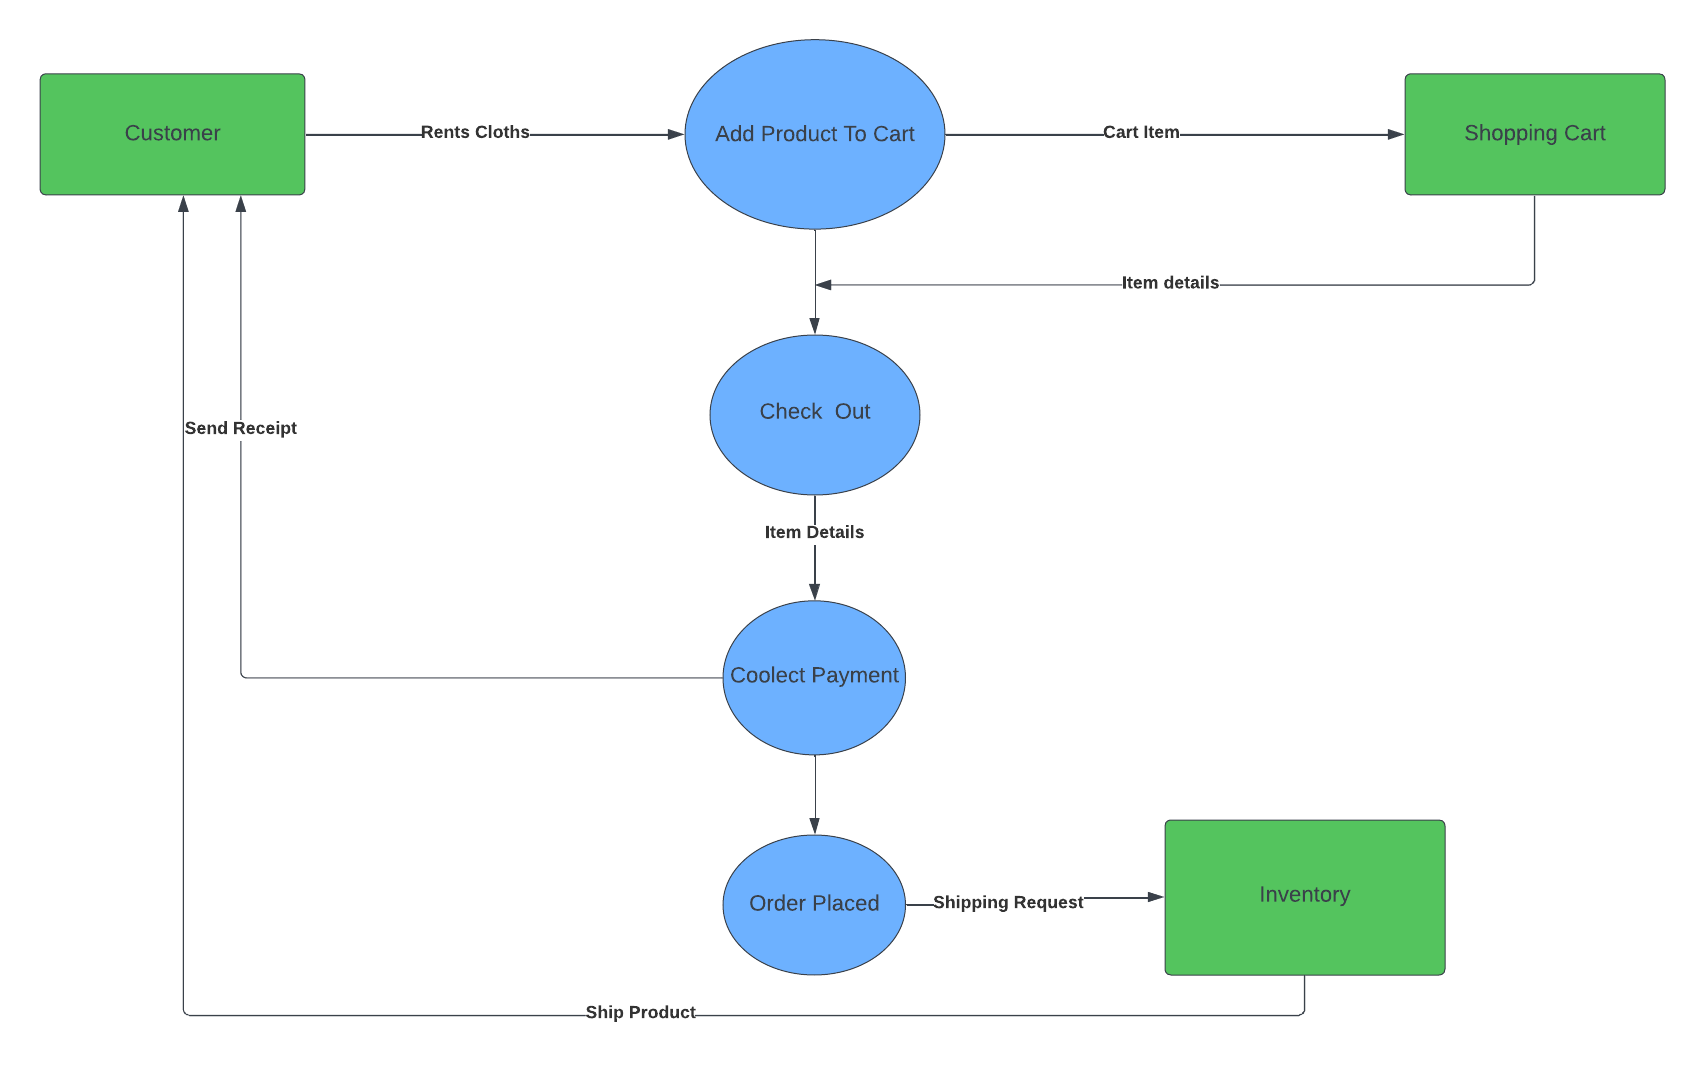 Customer
Rents Cloths
Add Product To Cart
Cart Item
Shopping Cart
Item details
Check  Out
Send Receipt
Item Details
Coolect Payment
Order Placed
Shipping Request
Inventory
Ship Product